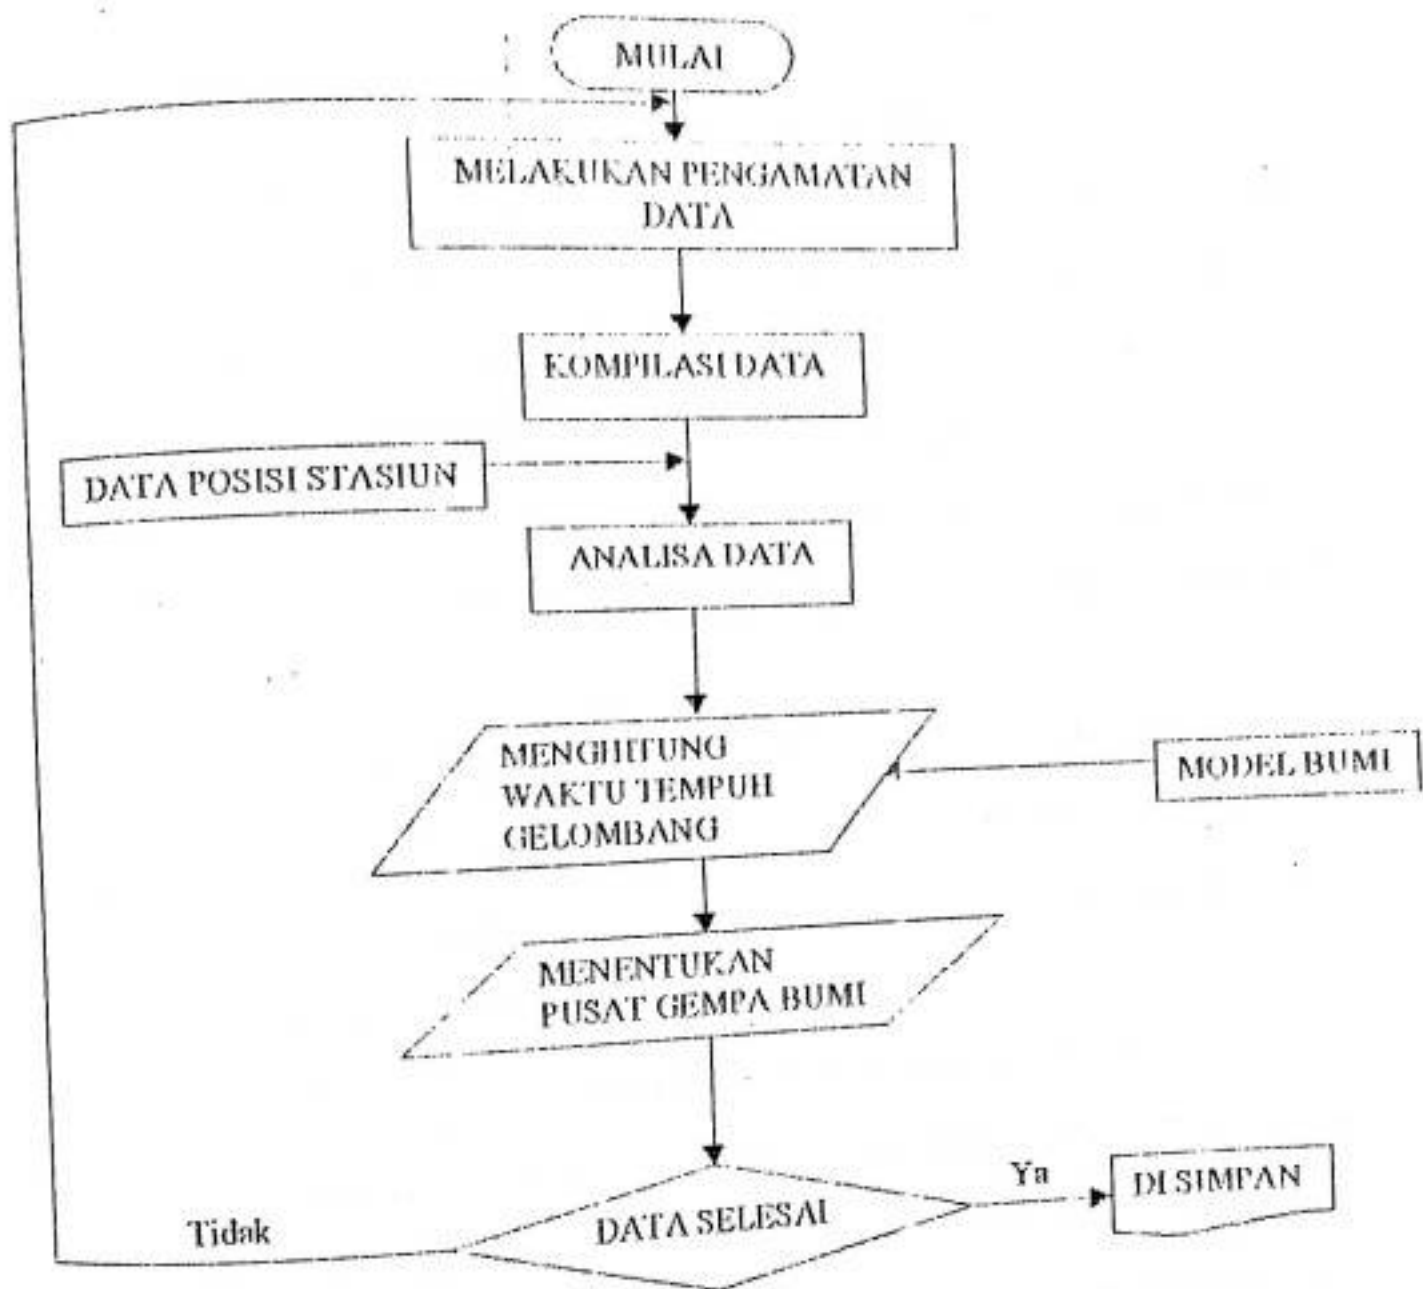 MULAI
MELAKUKAN PENGAMATAN
DATA
KOMPILASI DATA
DATA POSISI STASIUN
ANALISA DATA
MENGHITUNG
WAKTU TEMPUH
GELOMBANG
MODEL BUMI
MENENTUKAN
PUSAT GEMPA BUMI
Ya
DI SIMPAN
DATA SELESAI
Tidak